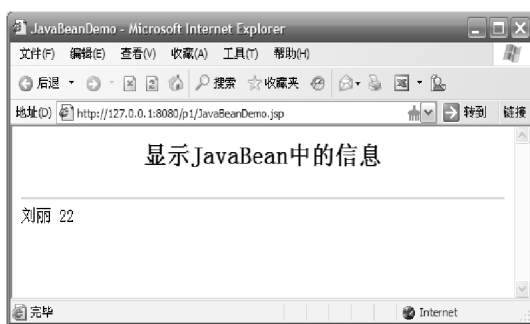 JavaBeanDemo - Microsoft Internet Explorer
文件(F) 编辑(E) 查看(V) 收藏(A) 工具(T) 帮助(H)
后退 搜索 收藏夹
地址(D) http://127.0.0.1:8080/p1/JavaBeanDemo.jsp 转到 链接
显示JavaBean中的信息
刘丽 22
完毕 Internet